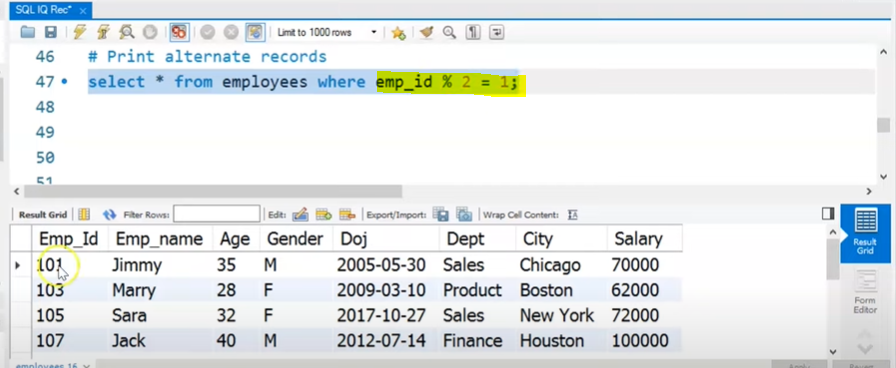 SQL IQ Rec*
Limit to 1000 rows
46 # Print alternate records
47 select * from employees where emp_id % 2 = 1;
48
49
50
51
Result Grid Filter Rows: Edit: Export/Import: Wrap Cell Content:
Result Grid
Form Editor
Emp_Id Emp_name Age Gender Doj Dept City Salary
101 Jimmy 35 M 2005-05-30 Sales Chicago 70000
103 Marry 28 F 2009-03-10 Product Boston 62000
105 Sara 32 F 2017-10-27 Sales New York 72000
107 Jack 40 M 2012-07-14 Finance Houston 100000
employees 16
Apply Revert